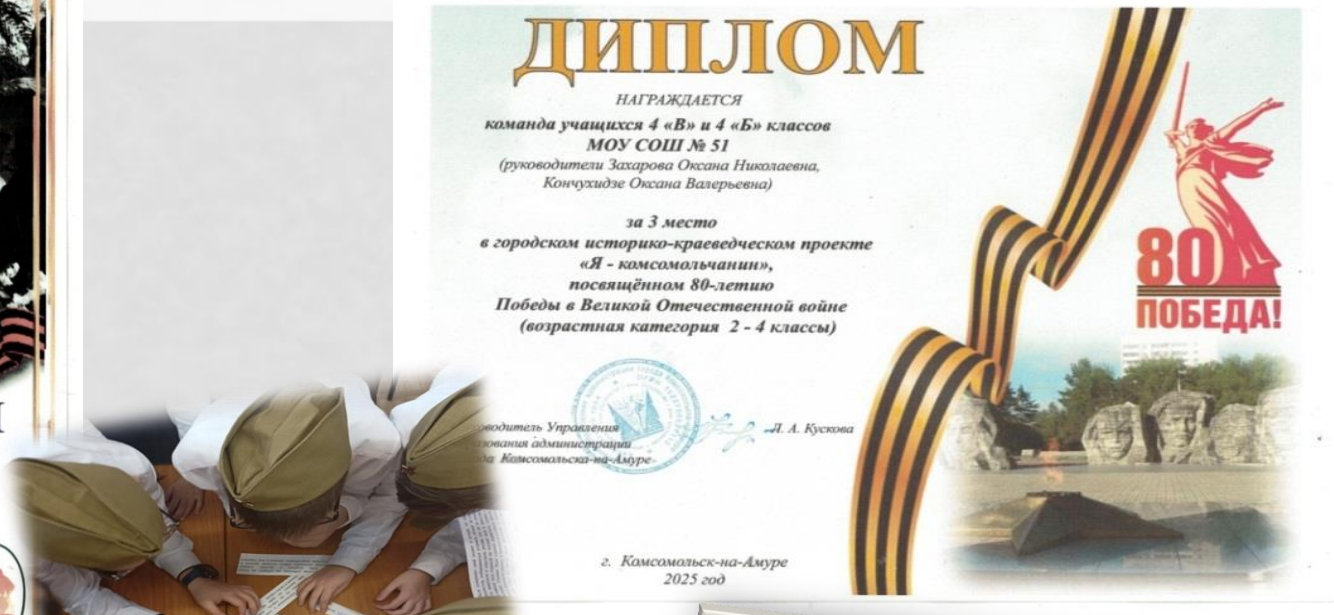 ДИПЛОМ
НАГРАЖДАЕТСЯ
команда учащихся 4 «В» и 4 «Б» классов
МОУ СОШ № 51
(руководители Захарова Оксана Николаевна,
Кончухидзе Оксана Валерьевна)
за 3 место
в городском историко-краеведческом проекте
«Я - комсомольчанин»,
посвящённом 80-летию
Победы в Великой Отечественной войне
(возрастная категория 2 - 4 классы)
Управления
администрации
Комсомольска-на-Амуре
Л. А. Кускова
г. Комсомольск-на-Амуре
2025 год
80
ПОБЕДА!